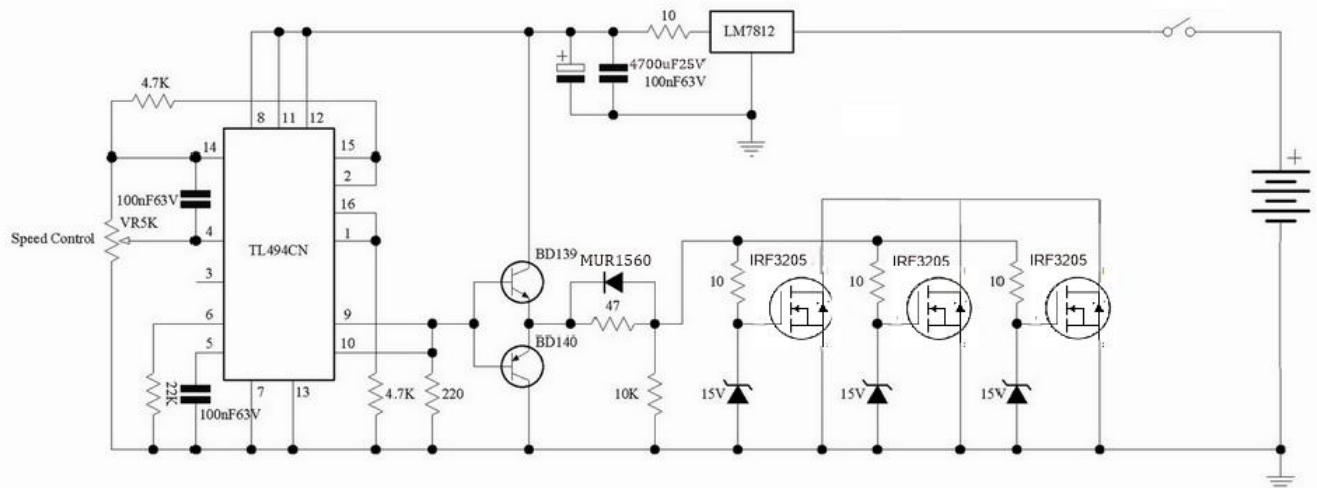 10
LM7812
+
4700uF25V
100nF63V
4.7K
8
11
12
14
15
2
100nF63V
16
VR5K
Speed Control
4
1
TL494CN
3
BD139
MUR1560
IRF3205
IRF3205
IRF3205
10
10
10
47
6
9
5
10
BD140
22K
100nF63V
7
13
4.7K
220
10K
15V
15V
15V
+